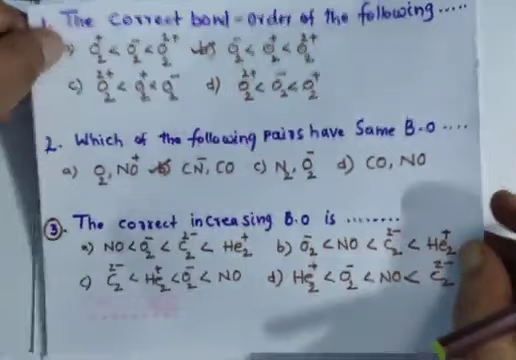 1. The Correct bond-order of the following.....
a) O₂⁺ < O₂⁻ < O₂²⁺ b) O₂⁻ < O₂⁺ < O₂²⁺
c) O₂²⁺ < O₂⁺ < O₂⁻ d) O₂²⁺ < O₂⁻ < O₂⁺
2. Which of the following pairs have Same B.O ....
a) O₂, NO⁺ b) CN⁻, CO c) N₂, O₂⁻ d) CO, NO
3. The correct increasing B.O is ........
a) NO < O₂⁻ < C₂²⁻ < He₂⁺ b) O₂⁻ < NO < C₂²⁻ < He₂⁺
c) C₂²⁻ < He₂⁺ < O₂⁻ < NO d) He₂⁺ < O₂⁻ < NO < C₂²⁻